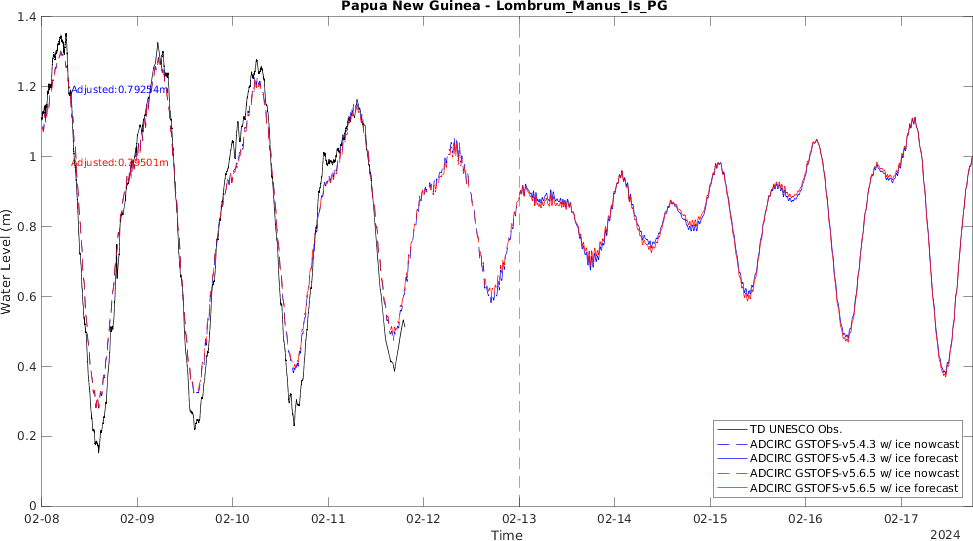 Papua New Guinea - Lombrum_Manus_Is_PG
1.4
1.2
1
0.8
0.6
0.4
0.2
0
Water Level (m)
Adjusted:0.79254m
Adjusted:0.79501m
TD UNESCO Obs.
ADCIRC GSTOFS-v5.4.3 w/ ice nowcast
ADCIRC GSTOFS-v5.4.3 w/ ice forecast
ADCIRC GSTOFS-v5.6.5 w/ ice nowcast
ADCIRC GSTOFS-v5.6.5 w/ ice forecast
02-08 02-09 02-10 02-11 02-12 02-13 02-14 02-15 02-16 02-17
Time
2024